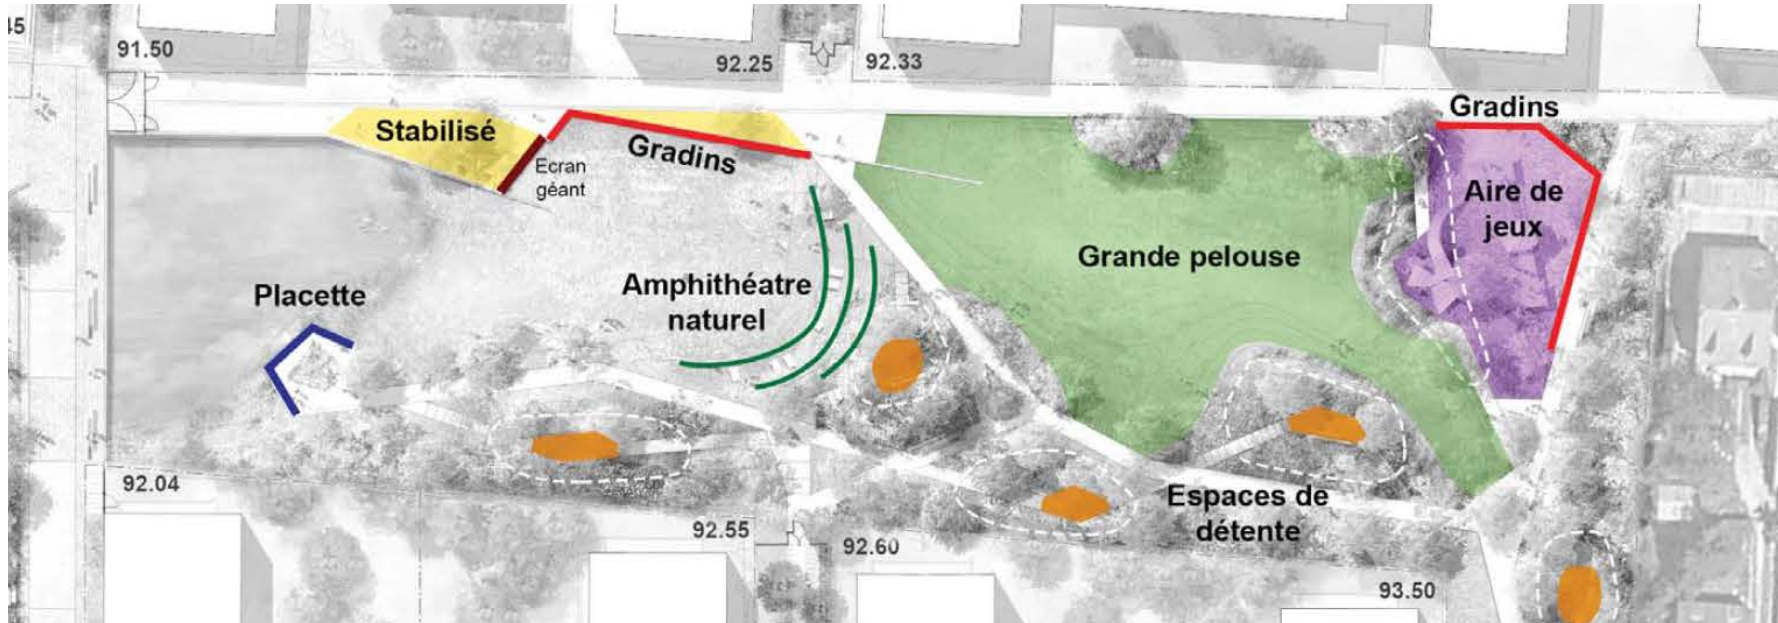 45
91.50
92.25
92.33
Stabilisé
Ecran
géant
Gradins
Gradins
Aire de
jeux
Grande pelouse
Placette
Amphithéatre
naturel
92.04
92.55
92.60
Espaces de
détente
93.50